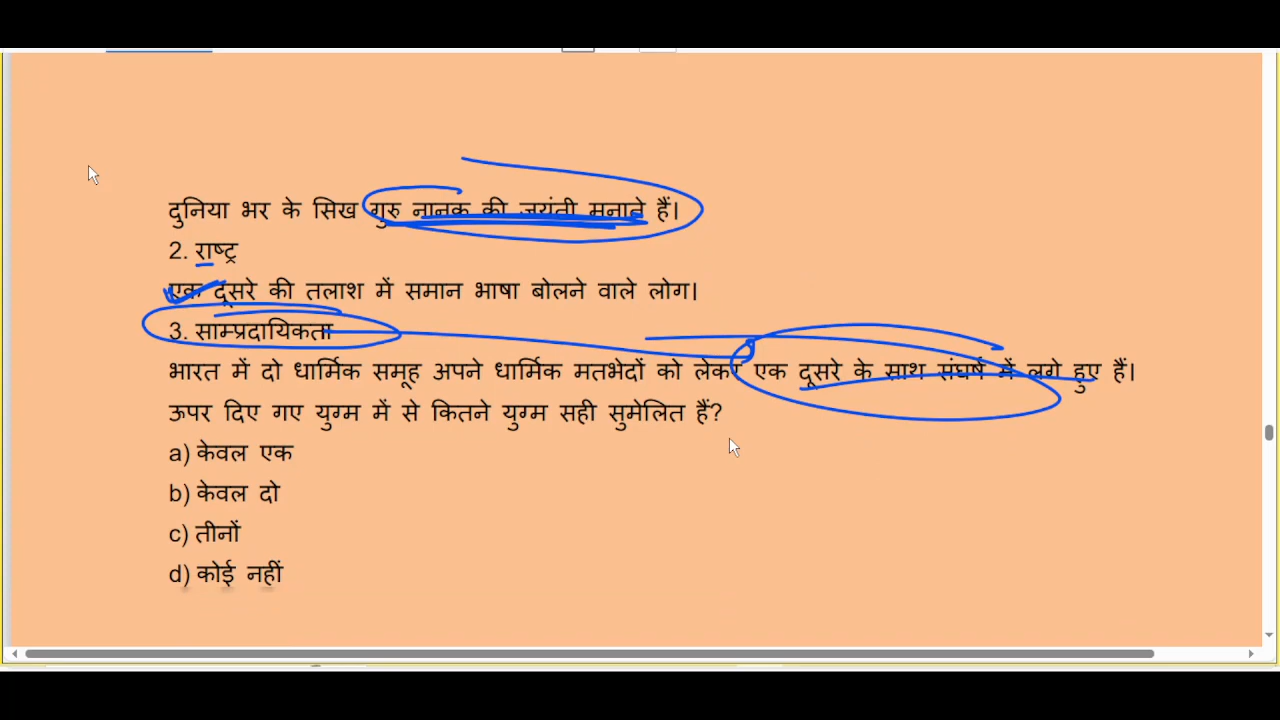 दुनिया भर के सिख गुरु नानक की जयंती मनाते हैं।
2. राष्ट्र
एक दूसरे की तलाश में समान भाषा बोलने वाले लोग।
3. साम्प्रदायिकता
भारत में दो धार्मिक समूह अपने धार्मिक मतभेदों को लेकर एक दूसरे के साथ संघर्ष में लगे हुए हैं।
ऊपर दिए गए युग्म में से कितने युग्म सही सुमेलित हैं?
a) केवल एक
b) केवल दो
c) तीनों
d) कोई नहीं